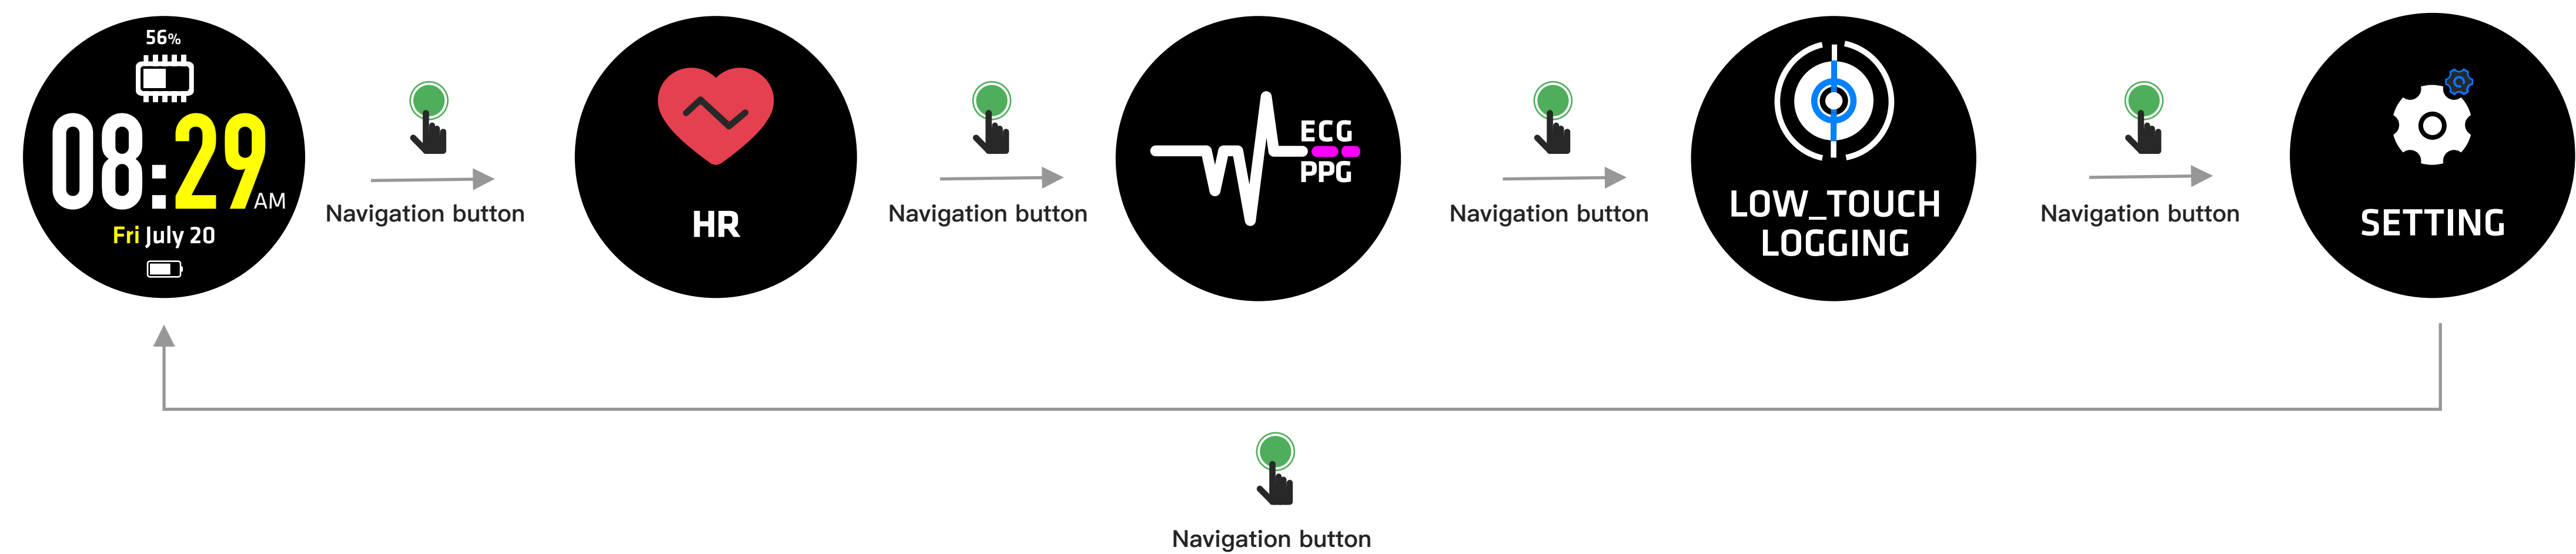 56%
08:29 AM
Fri July 20
Navigation button
HR
Navigation button
ECG
PPG
Navigation button
LOW_TOUCH
LOGGING
Navigation button
SETTING
Navigation button